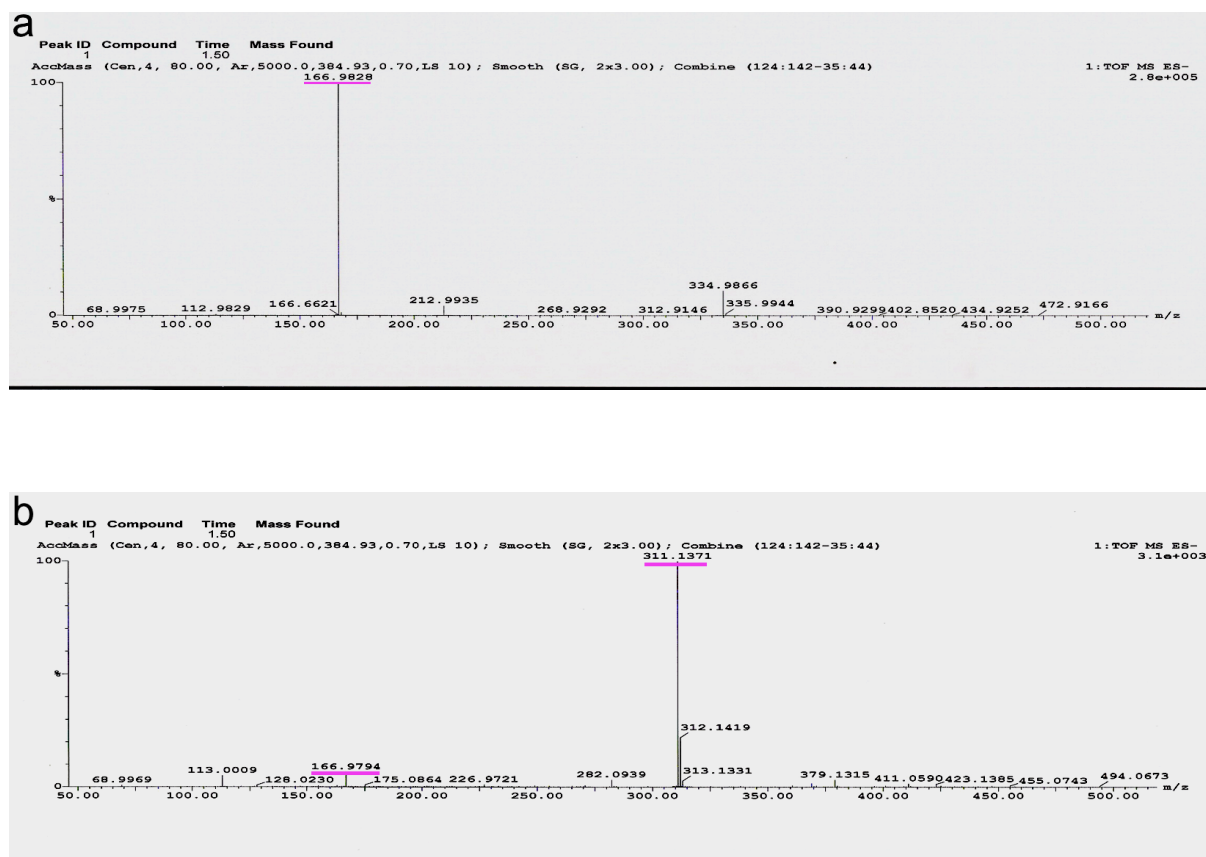 a
Peak ID Compound Time Mass Found
1 1.50
AccMass (Cen,4, 80.00, Ar,5000.0,384.93,0.70,LS 10); Smooth (SG, 2x3.00); Combine (124:142-35:44)
1:TOF MS ES-
2.8e+005
166.9828
100
%
334.9866
68.9975 112.9829 166.6621 212.9935 268.9292 312.9146 335.9944 390.9299 402.8520 434.9252 472.9166
0
m/z
50.00 100.00 150.00 200.00 250.00 300.00 350.00 400.00 450.00 500.00
b
Peak ID Compound Time Mass Found
1 1.50
AccMass (Cen,4, 80.00, Ar,5000.0,384.93,0.70,LS 10); Smooth (SG, 2x3.00); Combine (124:142-35:44)
1:TOF MS ES-
3.1e+003
311.1371
100
%
312.1419
68.9969 113.0009 128.0230 166.9794 175.0864 226.9721 282.0939 313.1331 379.1315 411.0590 423.1385 455.0743 494.0673
0
m/z
50.00 100.00 150.00 200.00 250.00 300.00 350.00 400.00 450.00 500.00